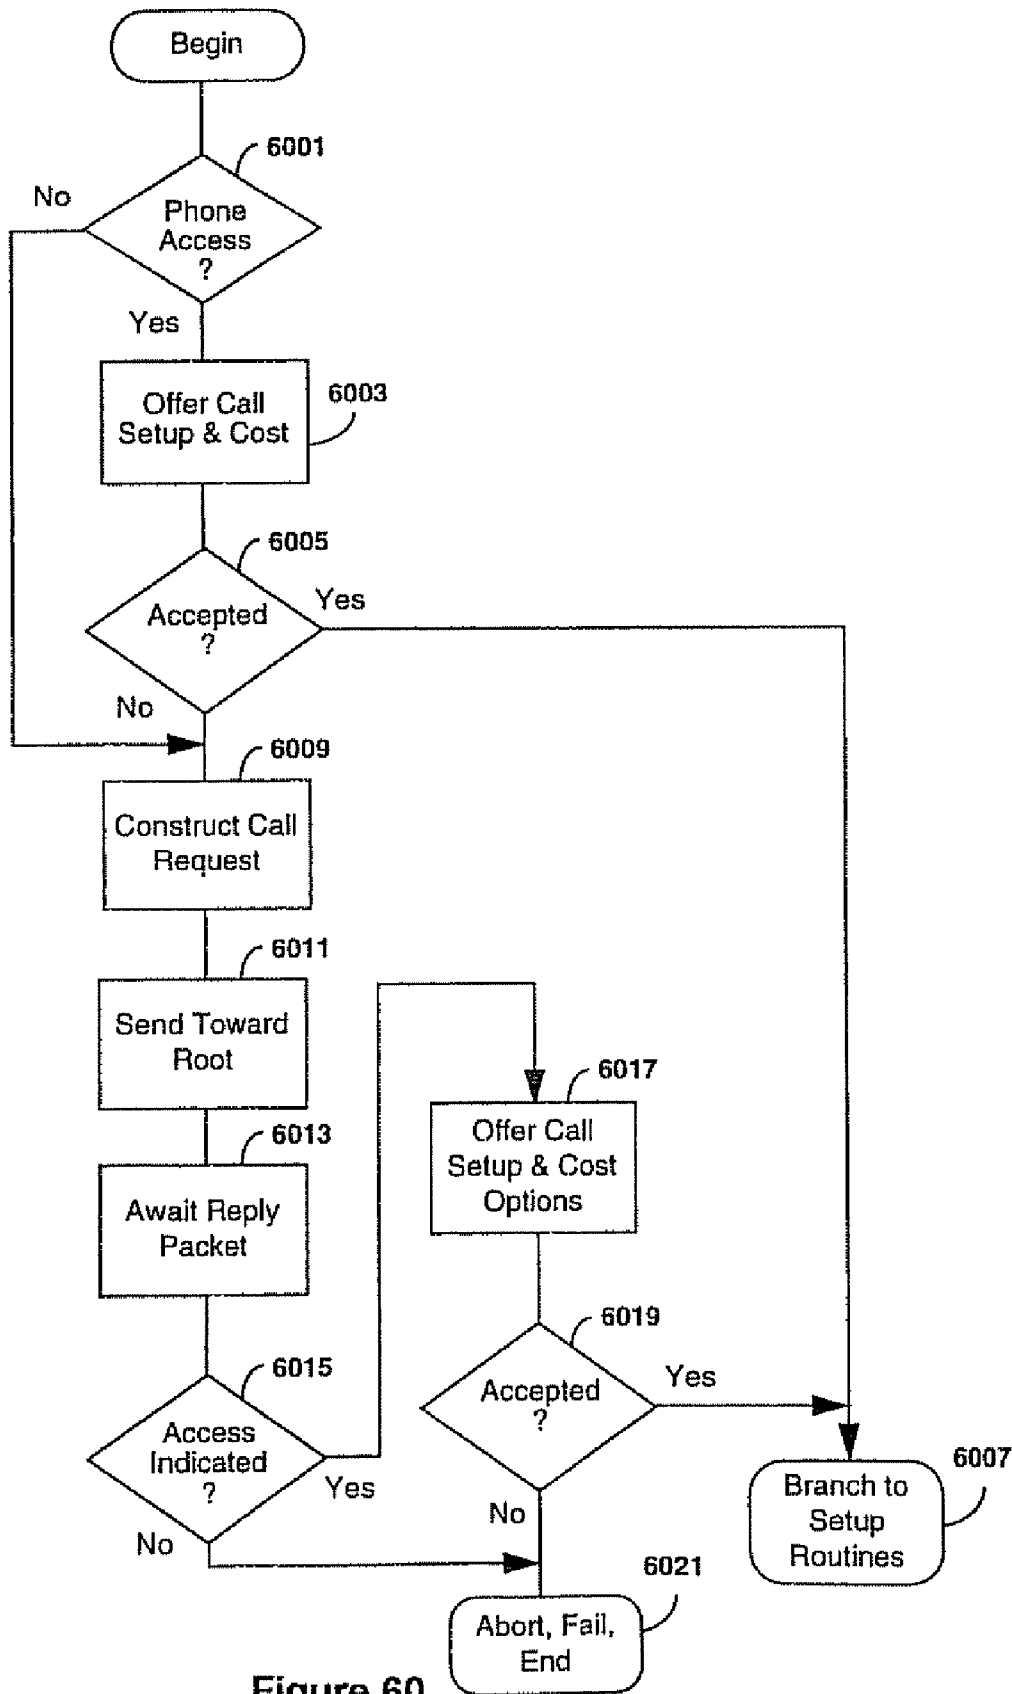 Begin
6001
No
Phone
Access
?
Yes
6003
Offer Call
Setup & Cost
6005
Yes
Accepted
?
No
6009
Construct Call
Request
6011
Send Toward
Root
6017
6013
Offer Call
Setup & Cost
Options
Await Reply
Packet
6019
6015
Yes
Accepted
?
Access
Indicated
?
Yes
No
No
6007
Branch to
Setup
Routines
6021
Abort, Fail,
End
Figure 60